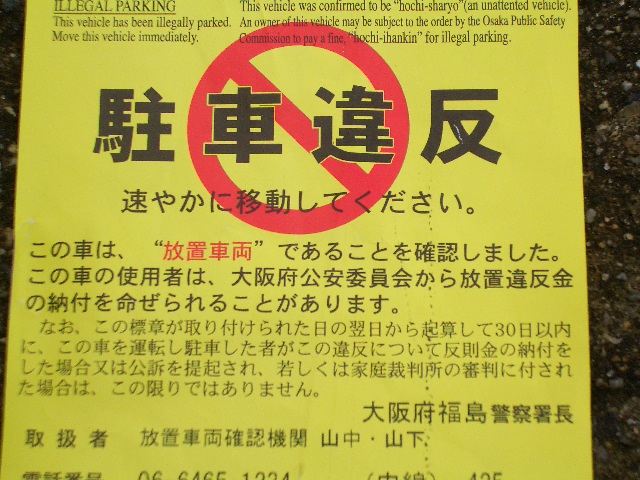 ILLEGAL PARKING
This vehicle has been illegally parked.
Move this vehicle immediately.
This vehicle was confirmed to be "hochi-sharyo"(an unattented vehicle).
An owner of this vehicle may be subject to the order by the Osaka Public Safety
Commission to pay a fine, "hochi-ihankin" for illegal parking.
駐車違反
速やかに移動してください。
この車は、“放置車両”であることを確認しました。
この車の使用者は、大阪府公安委員会から放置違反金
の納付を命ぜられることがあります。
なお、この標章が取り付けられた日の翌日から起算して30日以内
に、この車を運転し駐車した者がこの違反について反則金の納付を
した場合又は公訴を提起され、若しくは家庭裁判所の審判に付され
た場合は、この限りではありません。
大阪府福島警察署長
取扱者 放置車両確認機関 山中・山下
電話番号 06-6465-1234 (内線) 425